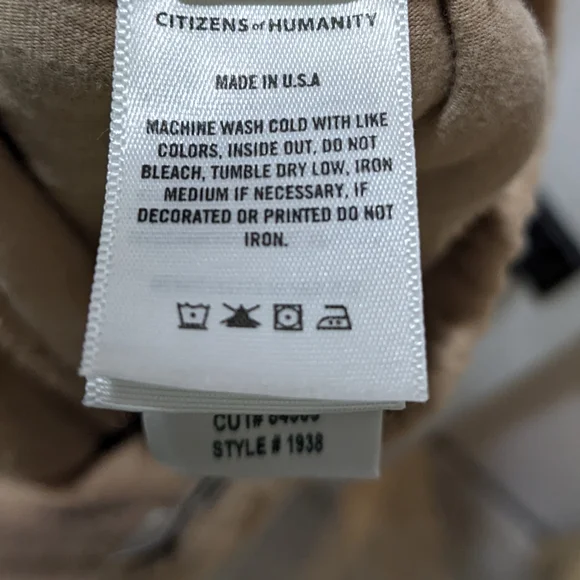 CITIZENS of HUMANITY
MADE IN U.S.A
MACHINE WASH COLD WITH LIKE
COLORS, INSIDE OUT, DO NOT
BLEACH, TUMBLE DRY LOW, IRON
MEDIUM IF NECESSARY, IF
DECORATED OR PRINTED DO NOT
IRON.
CUT#
STYLE # 1938